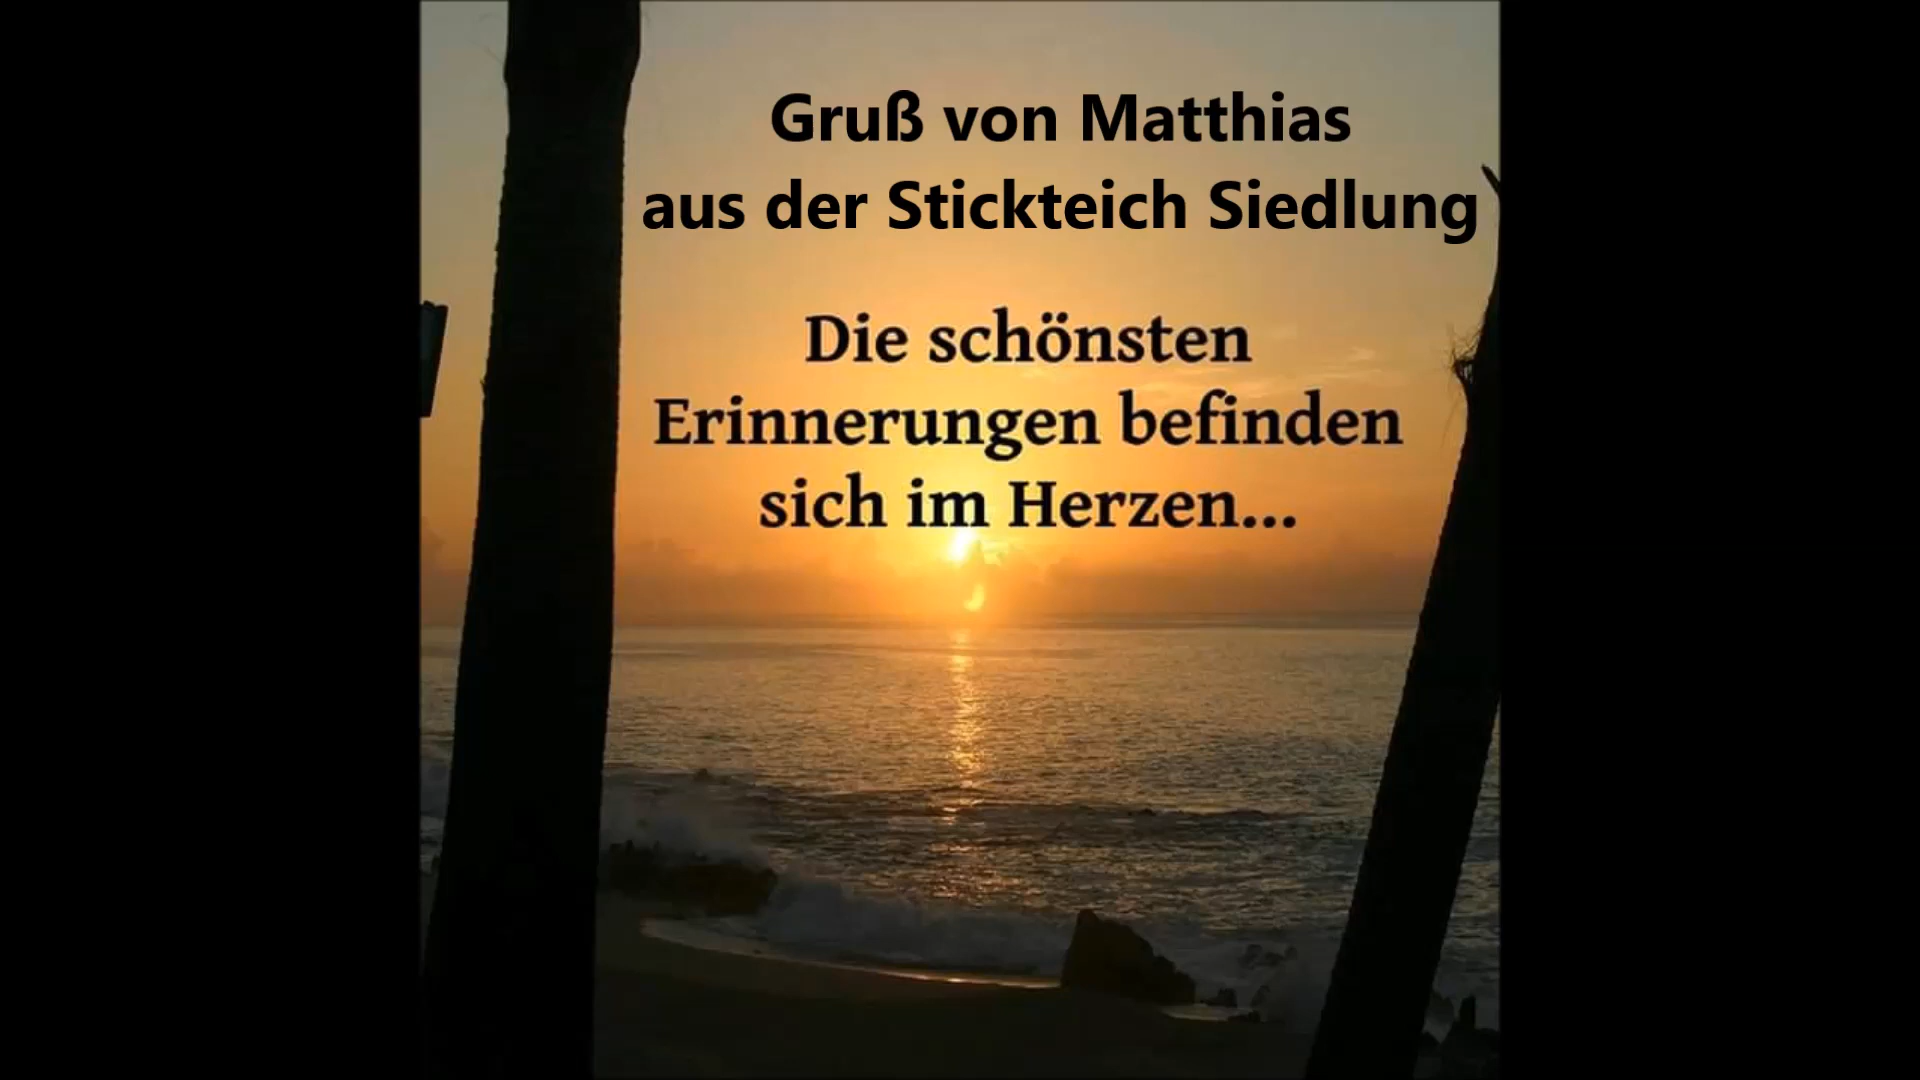 Gruß von Matthias
aus der Stickteich Siedlung
Die schönsten
Erinnerungen befinden
sich im Herzen...